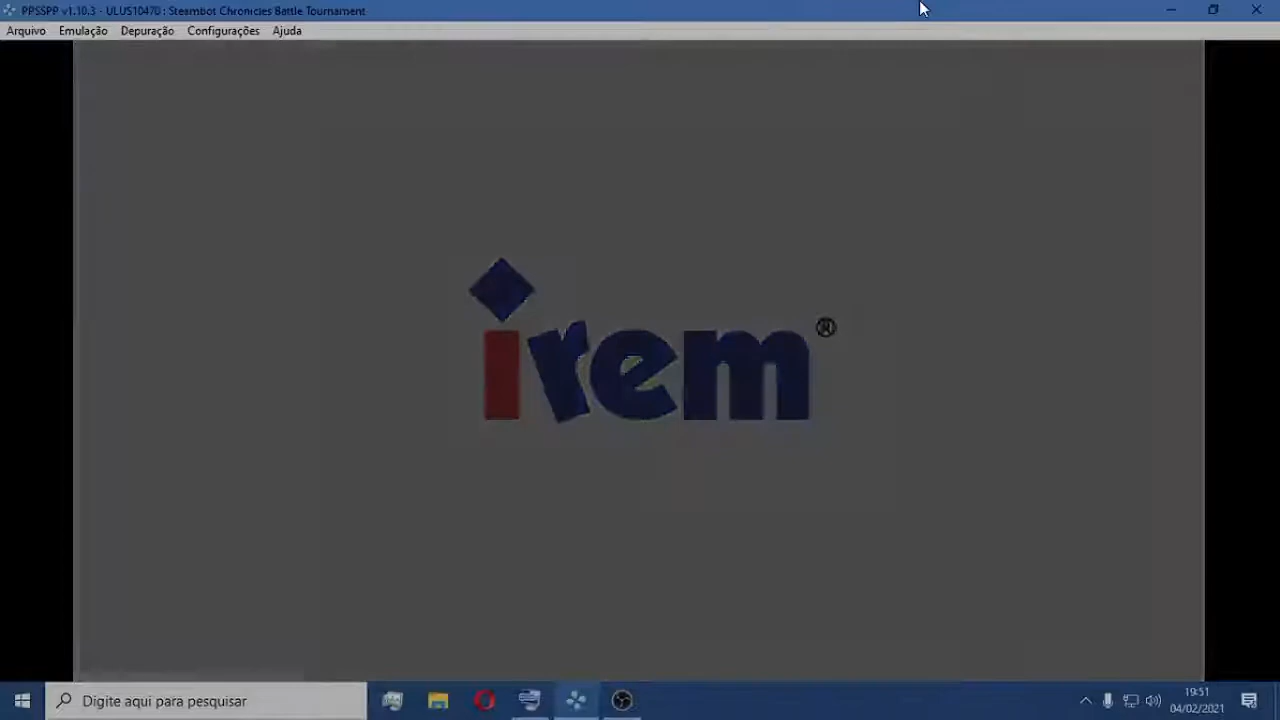 PPSSPP v1.10.3 - ULUS10470 : Steambot Chronicles Battle Tournament
Arquivo Emulação Depuração Configurações Ajuda
irem®
Digite aqui para pesquisar
19:51
04/02/2021